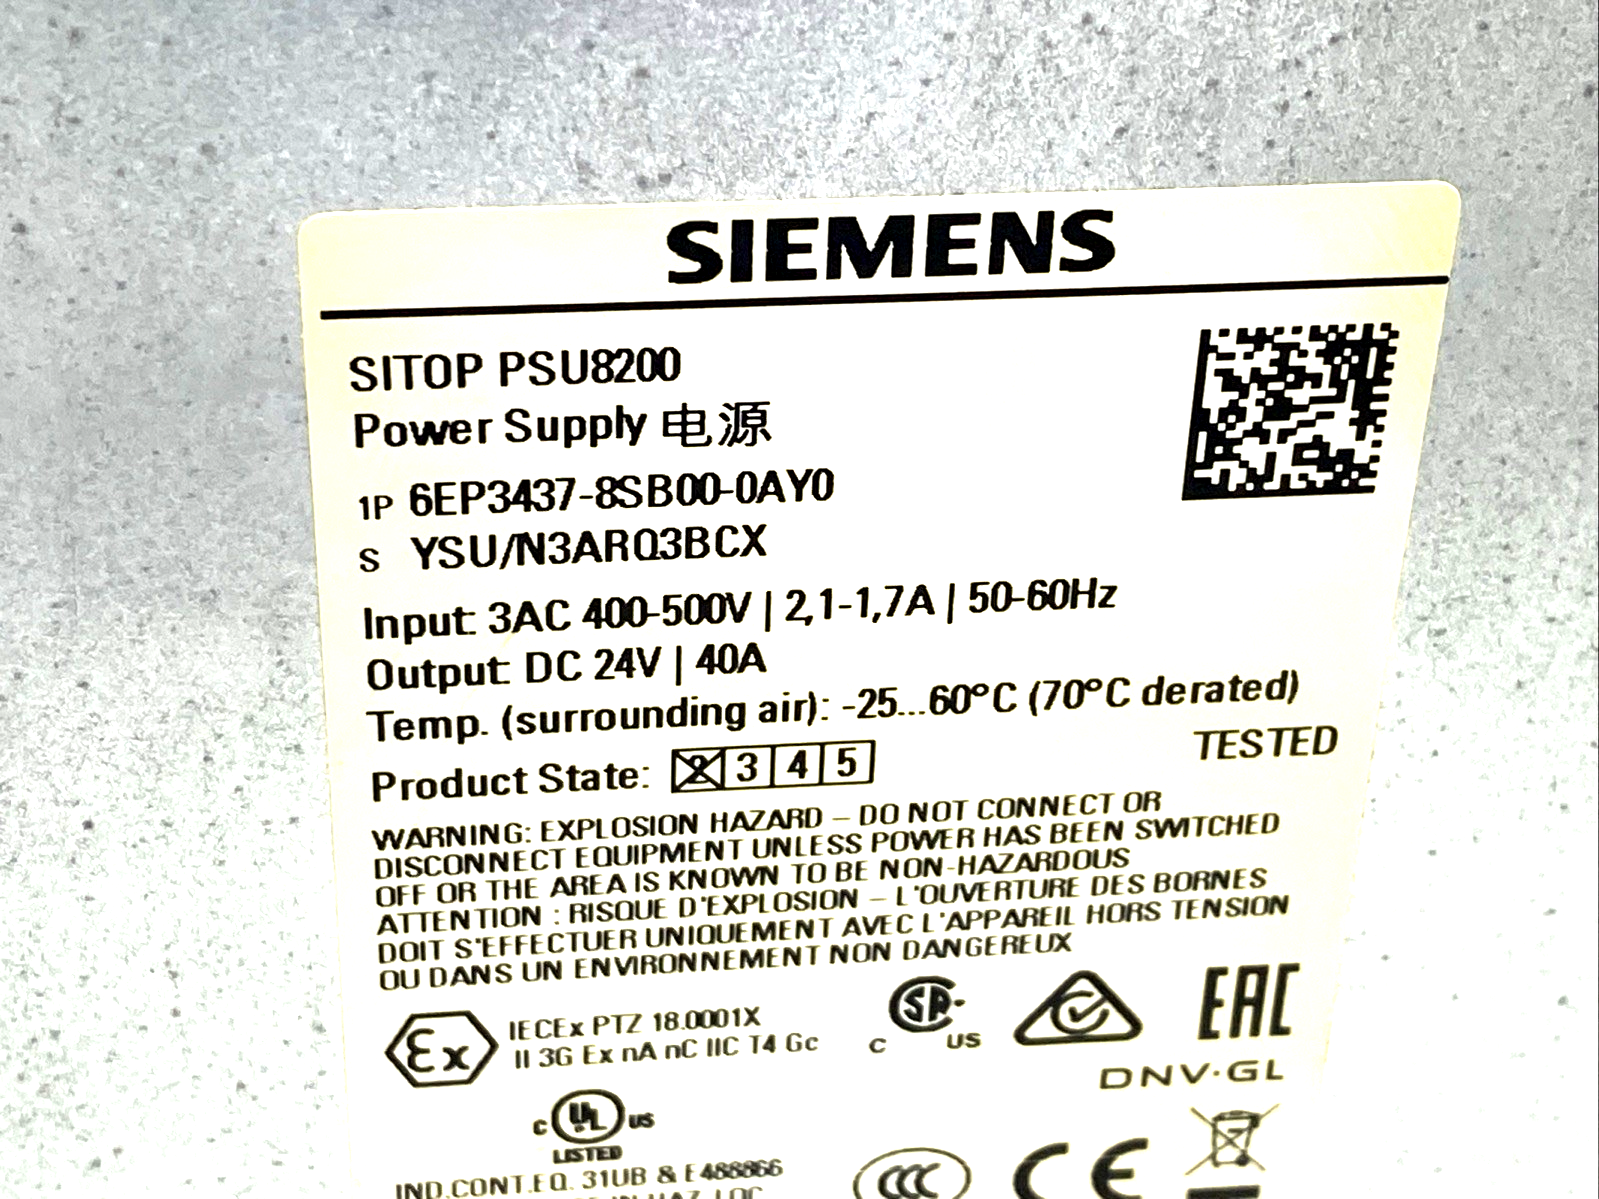 SIEMENS
SITOP PSU8200
Power Supply 电源
1P 6EP3437-8SB00-0AY0
S YSU/N3ARQ3BCX
Input: 3AC 400-500V | 2,1-1,7A | 50-60Hz
Output: DC 24V | 40A
Temp. (surrounding air): -25...60°C (70°C derated)
TESTED
Product State: 2 3 4 5
WARNING: EXPLOSION HAZARD – DO NOT CONNECT OR
DISCONNECT EQUIPMENT UNLESS POWER HAS BEEN SWITCHED
OFF OR THE AREA IS KNOWN TO BE NON-HAZARDOUS
ATTENTION : RISQUE D'EXPLOSION – L'OUVERTURE DES BORNES
DOIT S'EFFECTUER UNIQUEMENT AVEC L'APPAREIL HORS TENSION
OU DANS UN ENVIRONNEMENT NON DANGEREUX
Ex IECEx PTZ 18.0001X
II 3G Ex nA nC IIC T4 Gc
C SA US
EAC
DNV·GL
C UL US
LISTED
IND.CONT.EQ. 31UB & E488866
IN HAZ. LOC.
CCC CE